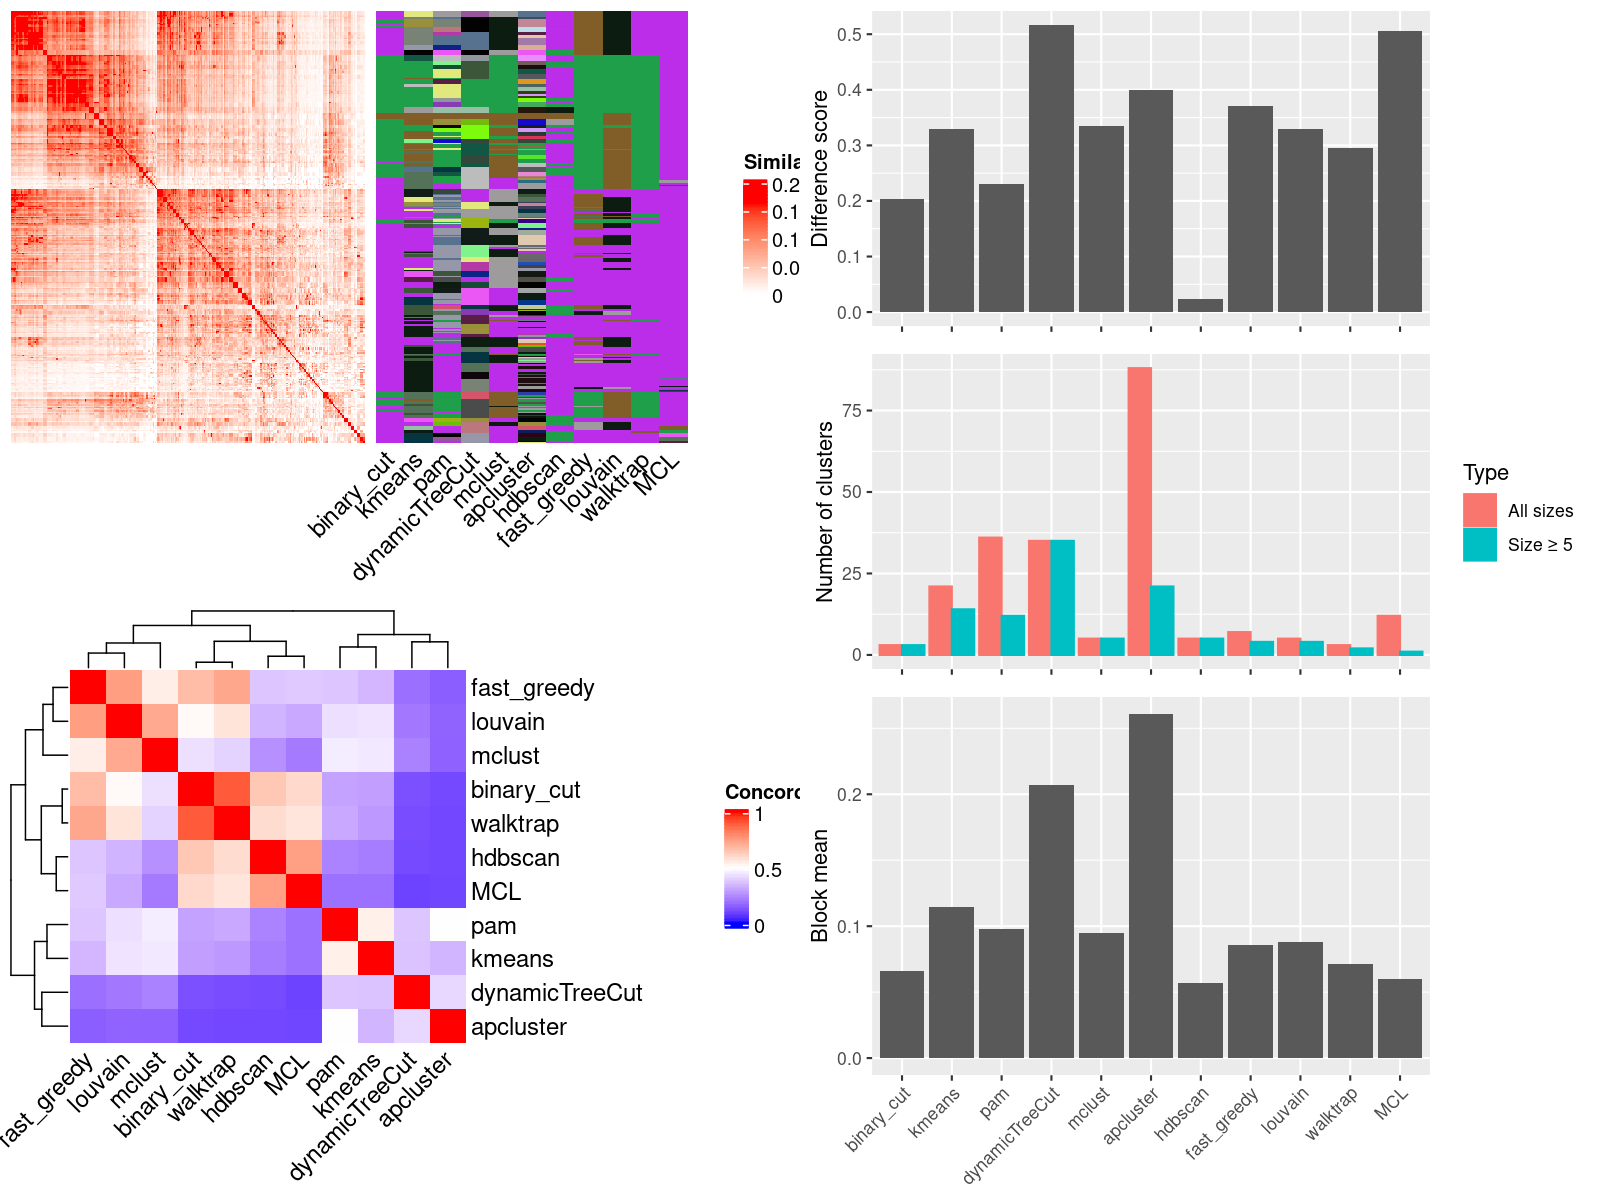 Simila
0.2
0.1
0.1
0.0
0
binary_cut
kmeans
pam
dynamicTreeCut
mclust
apcluster
hdbscan
fast_greedy
louvain
walktrap
MCL
fast_greedy
louvain
mclust
binary_cut
walktrap
hdbscan
MCL
pam
kmeans
dynamicTreeCut
apcluster
fast_greedy
louvain
mclust
binary_cut
walktrap
hdbscan
MCL
pam
kmeans
dynamicTreeCut
apcluster
Concord
1
0.5
0
Difference score
0.5
0.4
0.3
0.2
0.1
0.0
Number of clusters
75
50
25
0
Type
All sizes
Size ≥ 5
Block mean
0.2
0.1
0.0
binary_cut
kmeans
pam
dynamicTreeCut
mclust
apcluster
hdbscan
fast_greedy
louvain
walktrap
MCL